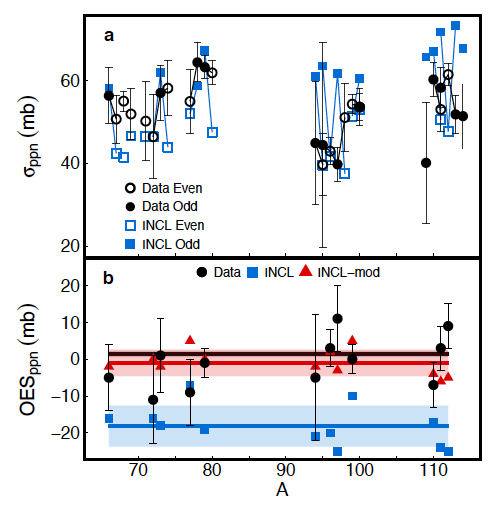 a
60
40
20
σppn (mb)
Data Even
Data Odd
INCL Even
INCL Odd
b
Data INCL INCL-mod
20
10
0
-10
-20
OESppn (mb)
70 80 90 100 110
A